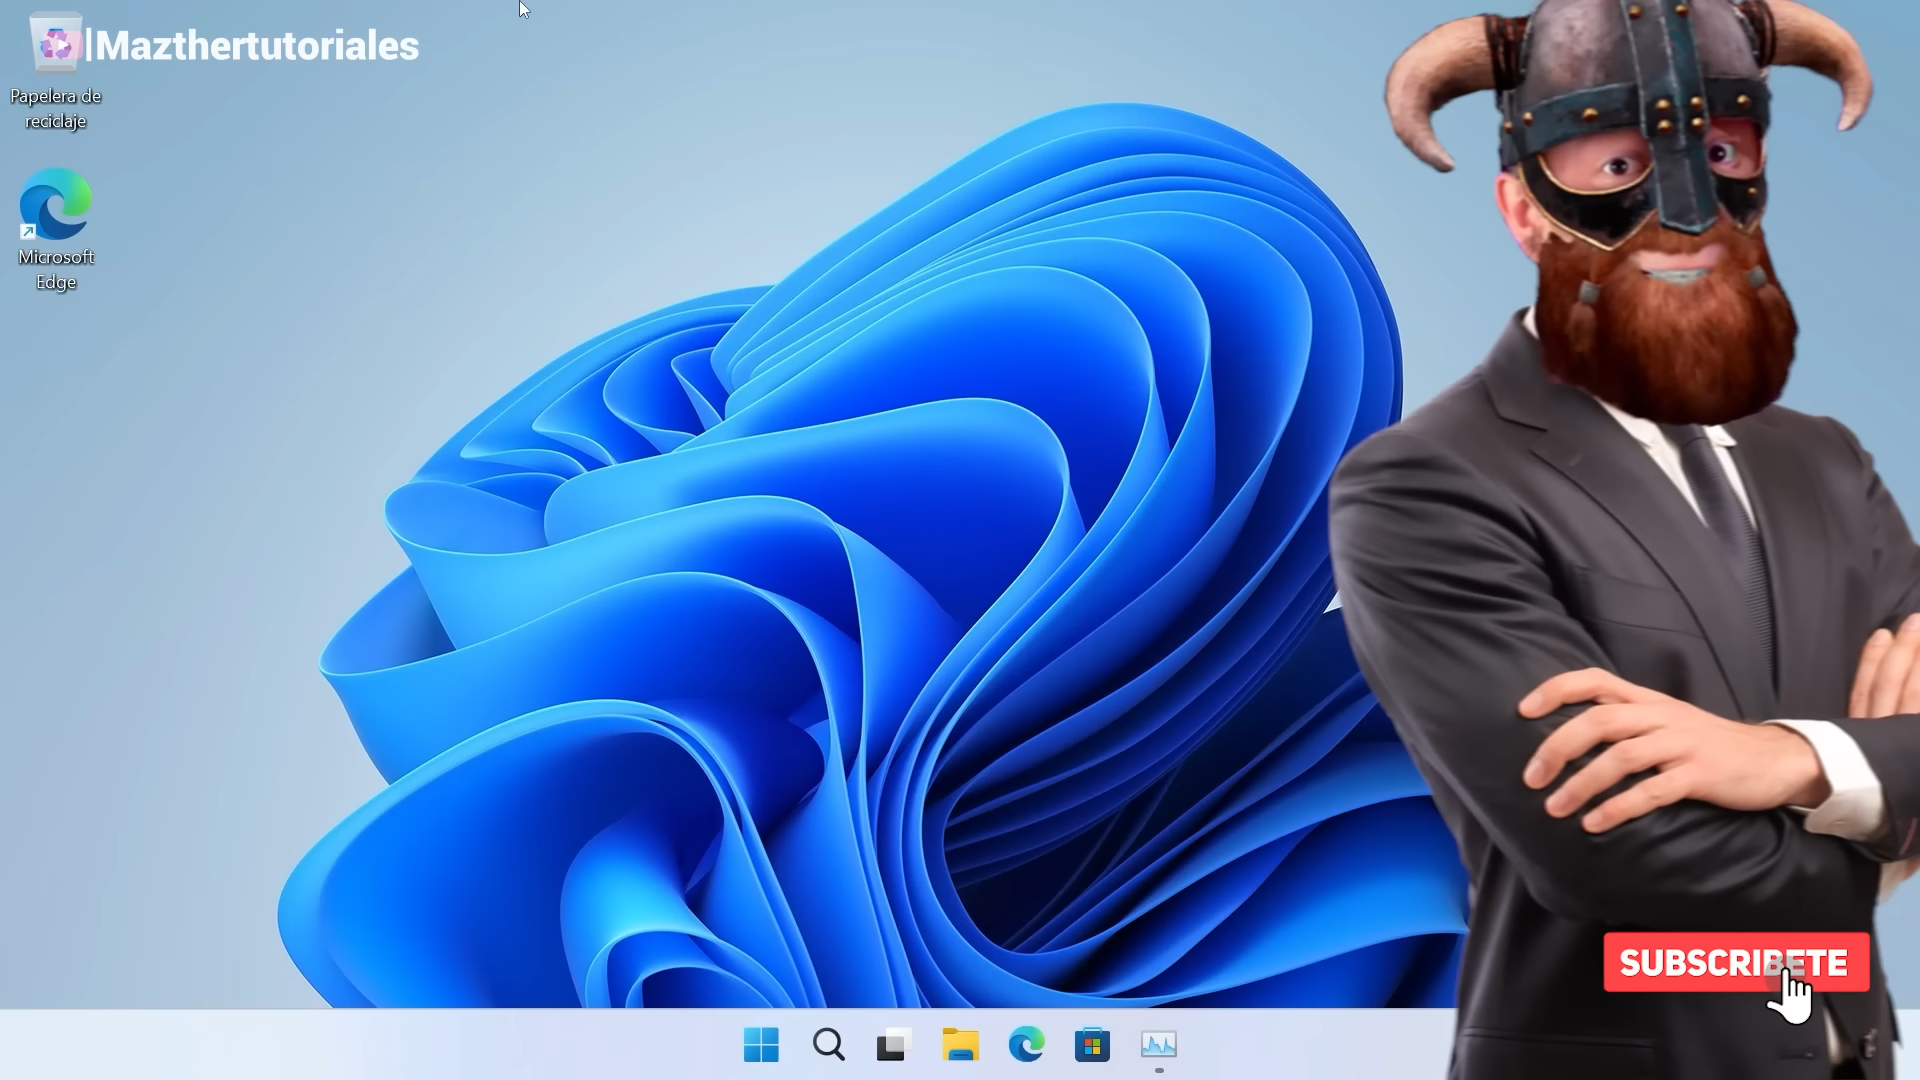 |Mazthertutoriales
Papelera de
reciclaje
Microsoft
Edge
SUBSCRIBETE